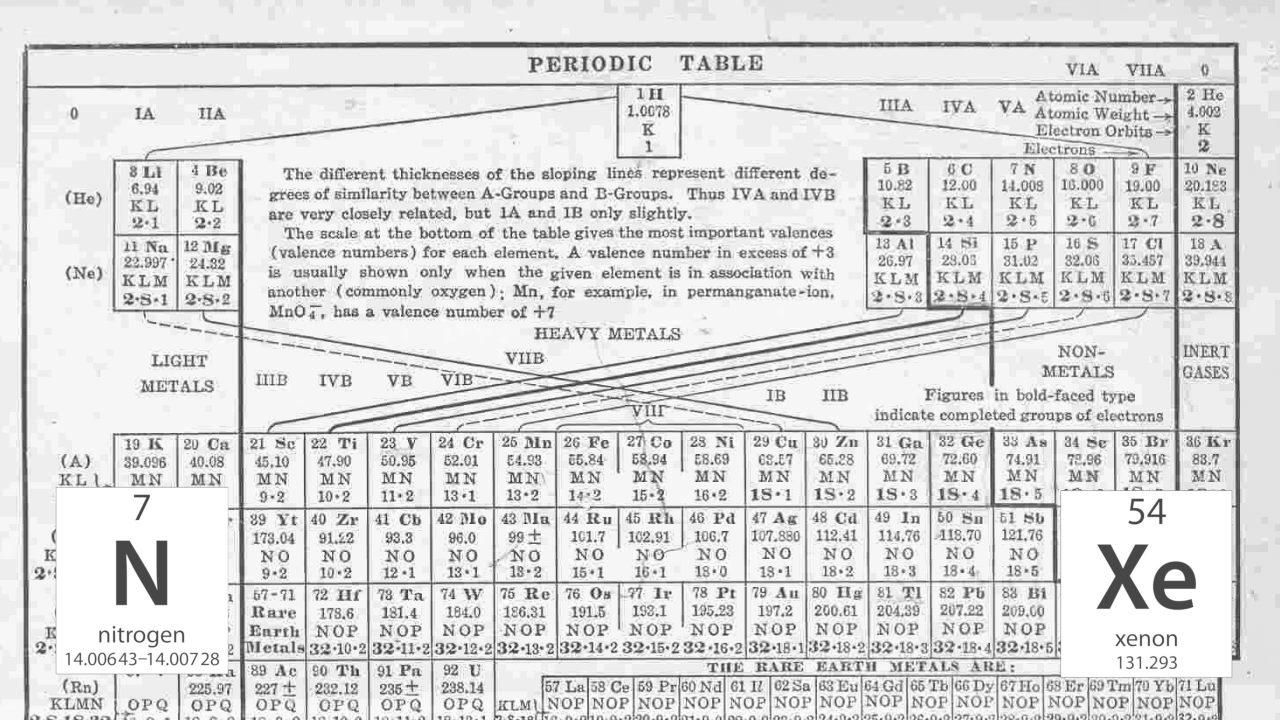 PERIODIC TABLE
VIA VIIA 0
0 IA IIA IIIA IVA VA
1 H
1.0078
K
1
Atomic Number→
Atomic Weight→
Electron Orbits→
Electrons
2 He
4.002
K
2
The different thicknesses of the sloping lines represent different de-
grees of similarity between A-Groups and B-Groups. Thus IVA and IVB
are very closely related, but 1A and IB only slightly.
The scale at the bottom of the table gives the most important valences
(valence numbers) for each element. A valence number in excess of +3
is usually shown only when the given element is in association with
another (commonly oxygen); Mn, for example, in permanganate-ion,
MnO₄⁻, has a valence number of +7
(He) 3 Li 4 Be 5 B 6 C 7 N 8 O 9 F 10 Ne
6.94 9.02 10.82 12.00 14.008 16.000 19.00 20.183
KL KL KL KL KL KL KL KL
2·1 2·2 2·3 2·4 2·5 2·6 2·7 2·8
(Ne) 11 Na 12 Mg 13 Al 14 Si 15 P 16 S 17 Cl 18 A
22.997 24.32 26.97 28.06 31.02 32.06 35.457 39.944
KLM KLM KLM KLM KLM KLM KLM KLM
2·8·1 2·8·2 2·8·3 2·8·4 2·8·5 2·8·6 2·8·7 2·8·8
LIGHT
METALS
HEAVY METALS
NON-
METALS
INERT
GASES
IIIB IVB VB VIB VIIB VIII IB IIB
Figures in bold-faced type
indicate completed groups of electrons
(A) 19 K 20 Ca 21 Sc 22 Ti 23 V 24 Cr 25 Mn 26 Fe 27 Co 28 Ni 29 Cu 30 Zn 31 Ga 32 Ge 33 As 34 Se 35 Br 36 Kr
39.096 40.08 45.10 47.90 50.95 52.01 54.93 55.84 58.94 58.69 63.57 65.38 69.72 72.60 74.91 78.96 79.916 83.7
KL MN MN MN MN MN MN MN MN MN MN MN MN MN MN MN MN MN MN
9·2 10·2 11·2 13·1 13·2 14·2 15·2 16·2 18·1 18·2 18·3 18·4 18·5
39 Yt 40 Zr 41 Cb 42 Mo 43 Ma 44 Ru 45 Rh 46 Pd 47 Ag 48 Cd 49 In 50 Sn 51 Sb
173.04 91.22 93.3 96.0 99 ± 101.7 102.91 106.7 107.880 112.41 114.76 118.70 121.76
NO NO NO NO NO NO NO NO NO NO NO NO NO
9·2 10·2 12·1 13·1 13·2 15·1 16·1 18·0 18·1 18·2 18·3 18·4 18·5
57-71 72 Hf 73 Ta 74 W 75 Re 76 Os 77 Ir 78 Pt 79 Au 80 Hg 81 Tl 82 Pb 83 Bi
Rare 178.6 181.4 184.0 186.31 191.5 193.1 195.23 197.2 200.61 204.39 207.22 209.00
Earth NOP NOP NOP NOP NOP NOP NOP NOP NOP NOP NOP NOP
Metals 32·10·2 32·11·2 32·12·2 32·13·2 32·14·2 32·15·2 32·16·2 32·18·1 32·18·2 32·18·3 32·18·4 32·18·5
THE RARE EARTH METALS ARE:
89 Ac 90 Th 91 Pa 92 U
(Rn) 225.97 227 ± 232.12 235 ± 238.14
KLMN OPQ OPQ OPQ OPQ OPQ OPQ
57 La 58 Ce 59 Pr 60 Nd 61 Il 62 Sa 63 Eu 64 Gd 65 Tb 66 Dy 67 Ho 68 Er 69 Tm 70 Yb 71 Lu
KLM NOP NOP NOP NOP NOP NOP NOP NOP NOP NOP NOP NOP NOP NOP NOP
7
N
nitrogen
14.00643–14.00728
54
Xe
xenon
131.293